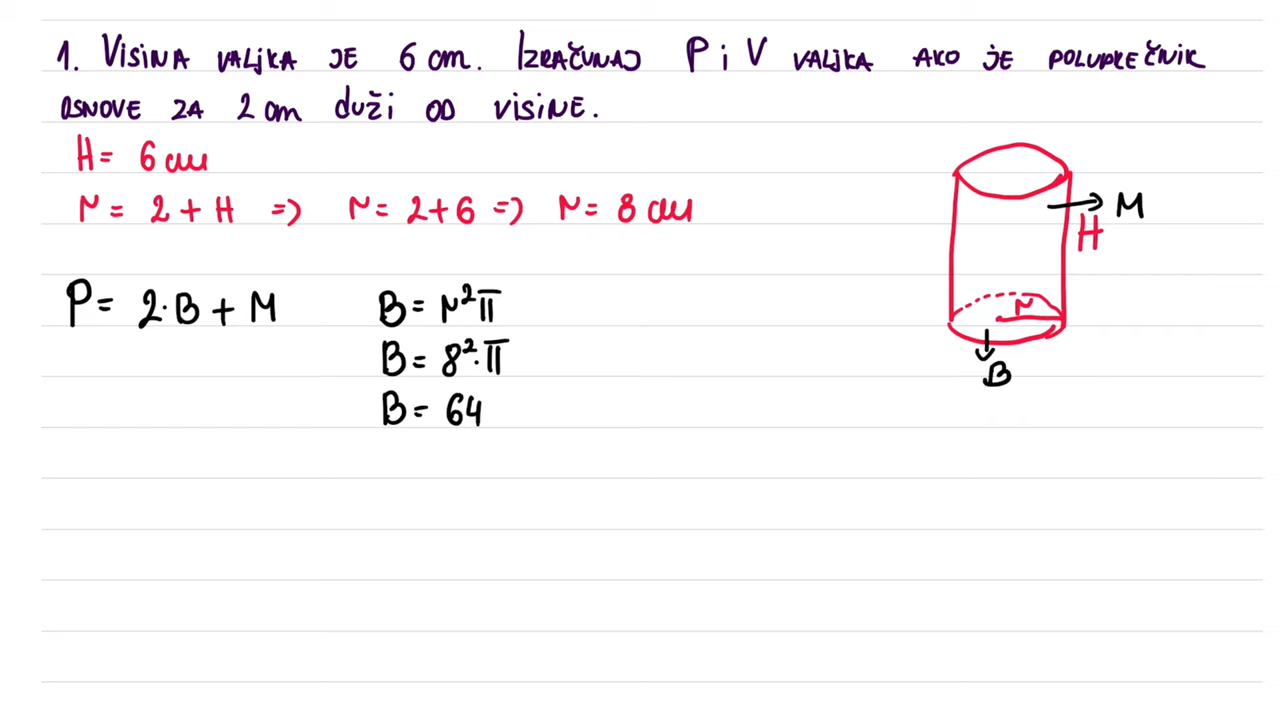 1. VISINA VALJKA JE 6 cm. IZRAČUNAJ P i V VALJKA AKO JE POLUPREČNIK
OSNOVE ZA 2 cm duži OD VISINE.
H = 6 cm
r = 2 + H => r = 2 + 6 => r = 8 cm
P = 2·B + M
B = r²π
B = 8²·π
B = 64
M
H
r
B